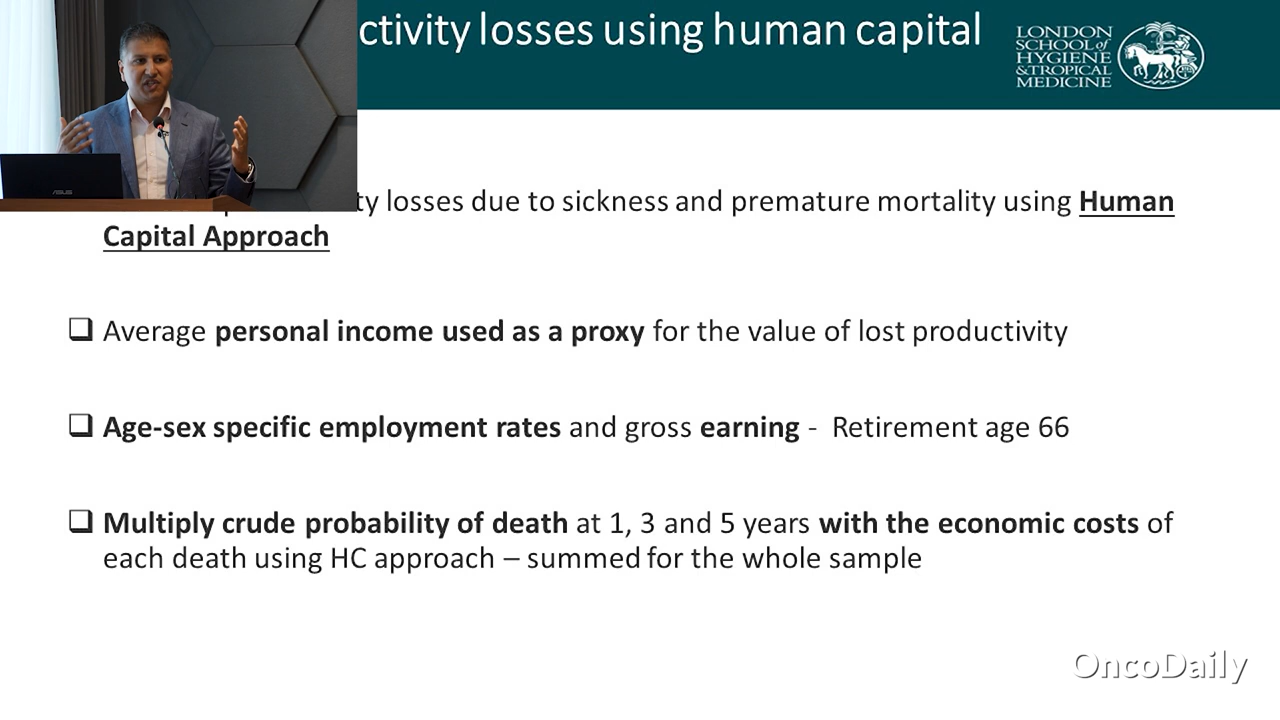 ctivity losses using human capital
LONDON
SCHOOL of
HYGIENE
&TROPICAL
MEDICINE
ty losses due to sickness and premature mortality using Human
Capital Approach
Average personal income used as a proxy for the value of lost productivity
Age-sex specific employment rates and gross earning - Retirement age 66
Multiply crude probability of death at 1, 3 and 5 years with the economic costs of
each death using HC approach – summed for the whole sample
ASUS
OncoDaily